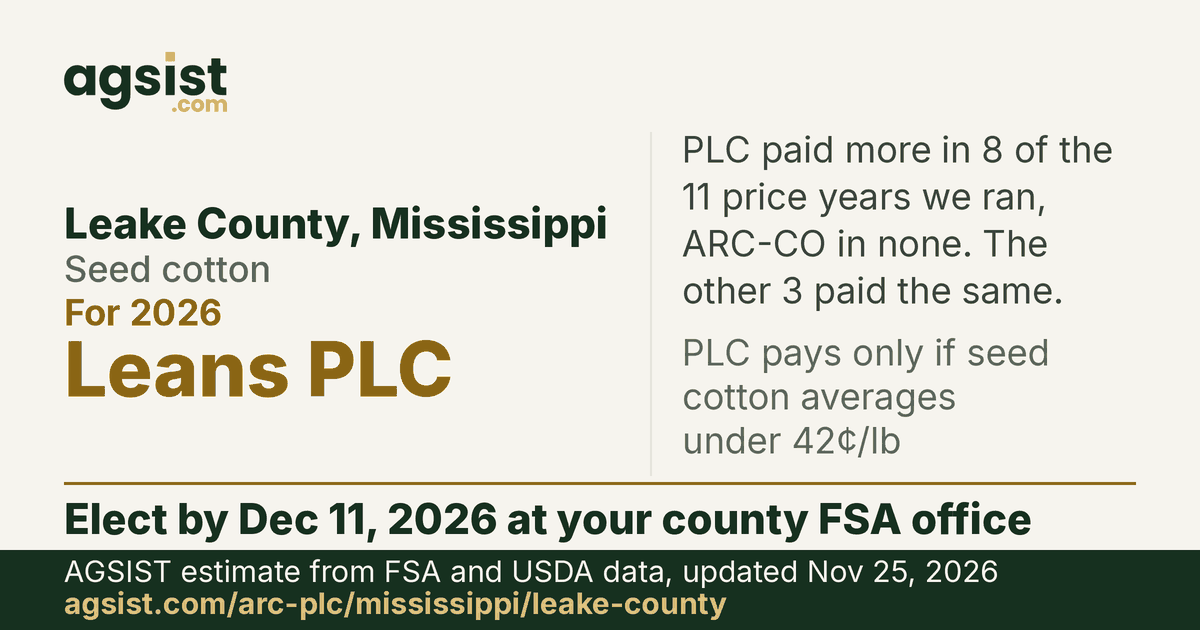 agsist
.com
Leake County, Mississippi
Seed cotton
For 2026
Leans PLC
PLC paid more in 8 of the
11 price years we ran,
ARC-CO in none. The
other 3 paid the same.
PLC pays only if seed
cotton averages
under 42¢/lb
Elect by Dec 11, 2026 at your county FSA office
AGSIST estimate from FSA and USDA data, updated Nov 25, 2026
agsist.com/arc-plc/mississippi/leake-county